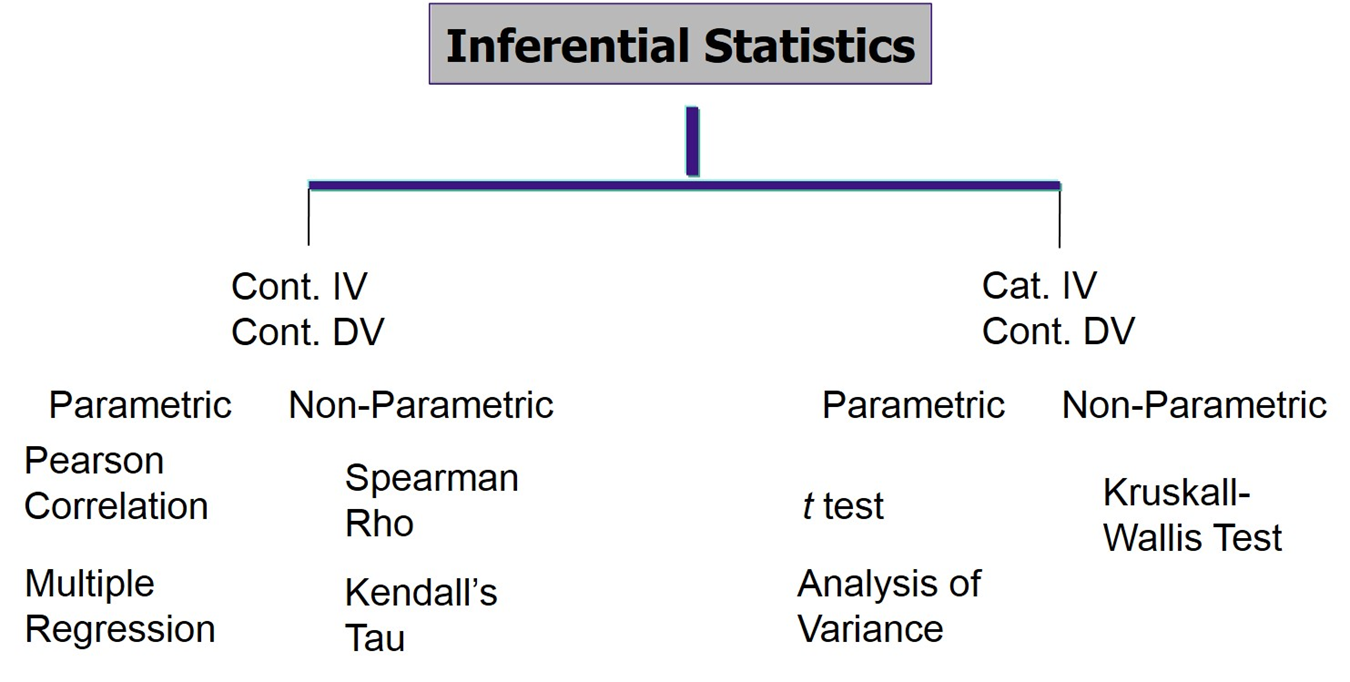 Inferential Statistics
Cont. IV
Cont. DV
Cat. IV
Cont. DV
Parametric
Non-Parametric
Parametric
Non-Parametric
Pearson
Correlation
Multiple
Regression
Spearman
Rho
Kendall’s
Tau
t test
Analysis of
Variance
Kruskall-
Wallis Test